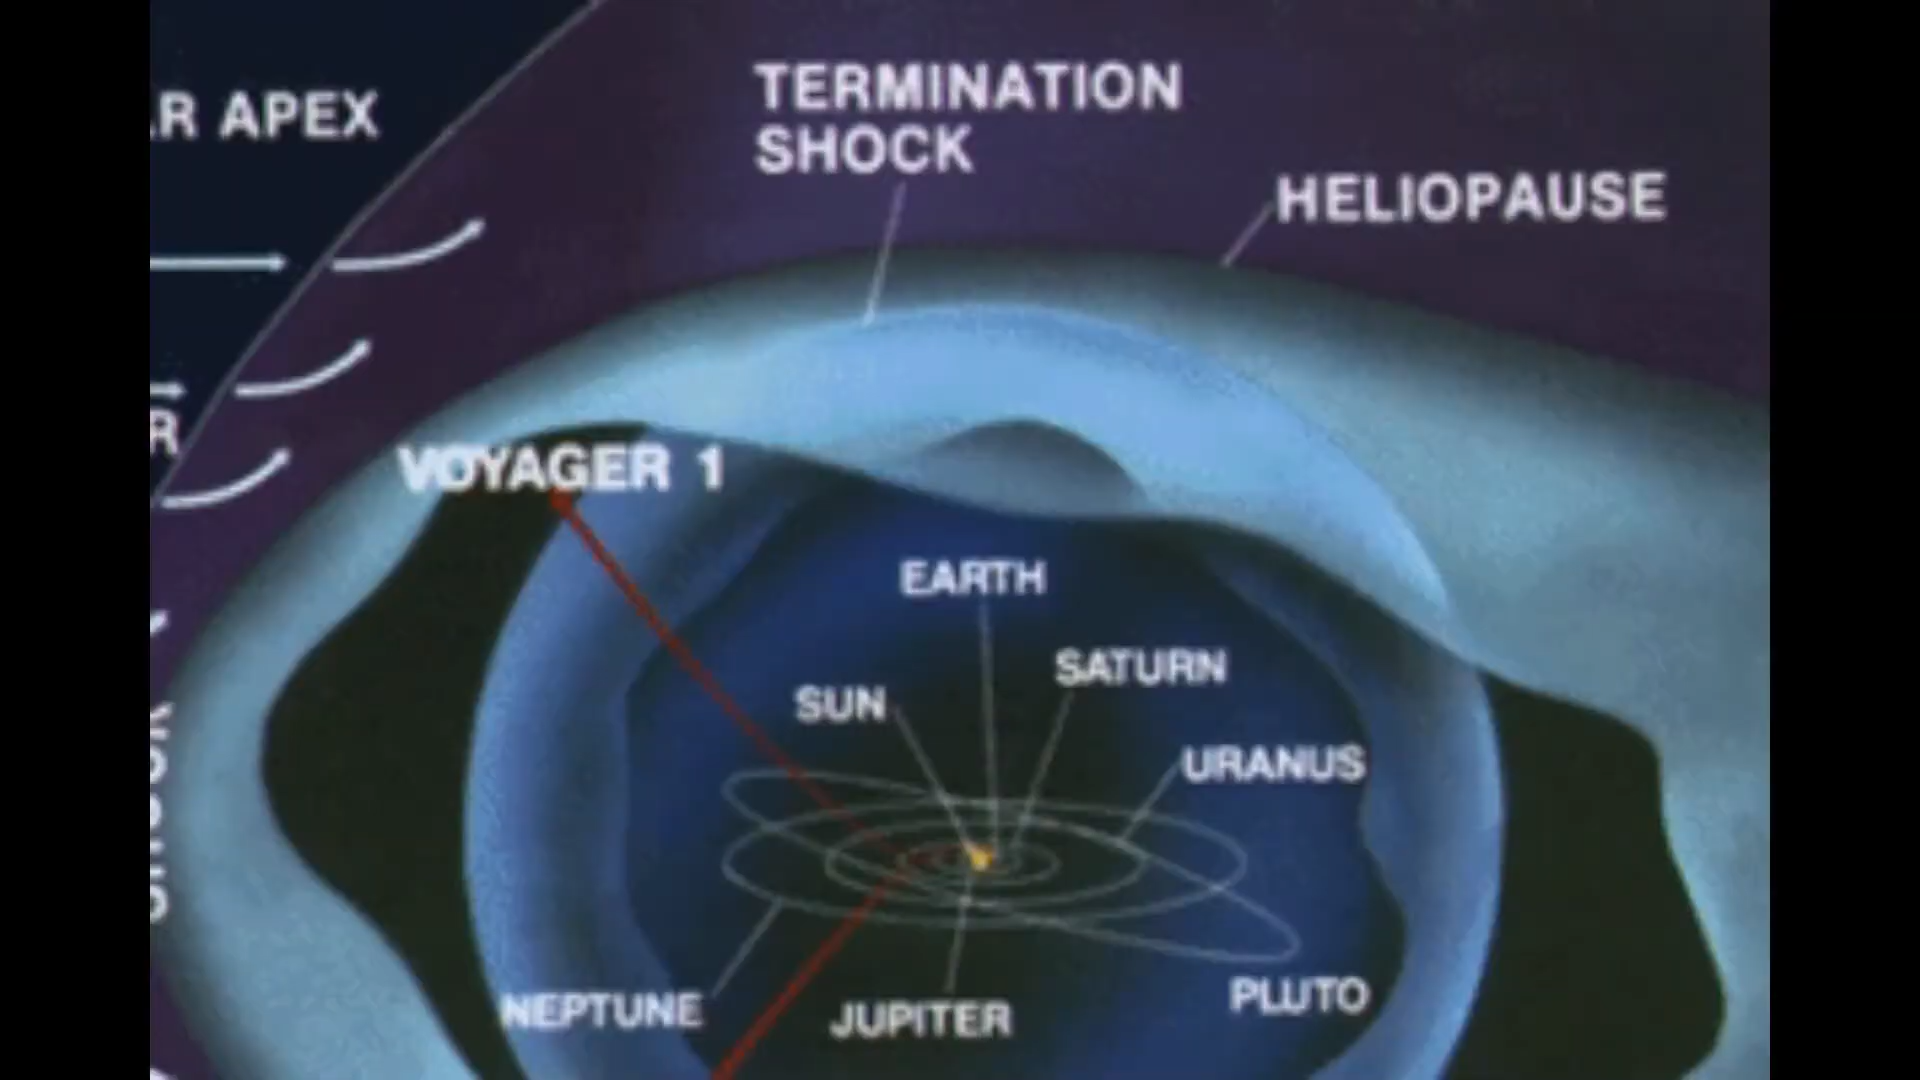 TERMINATION
SHOCK
R APEX
HELIOPAUSE
R
VOYAGER 1
EARTH
SATURN
SUN
URANUS
PLUTO
NEPTUNE
JUPITER